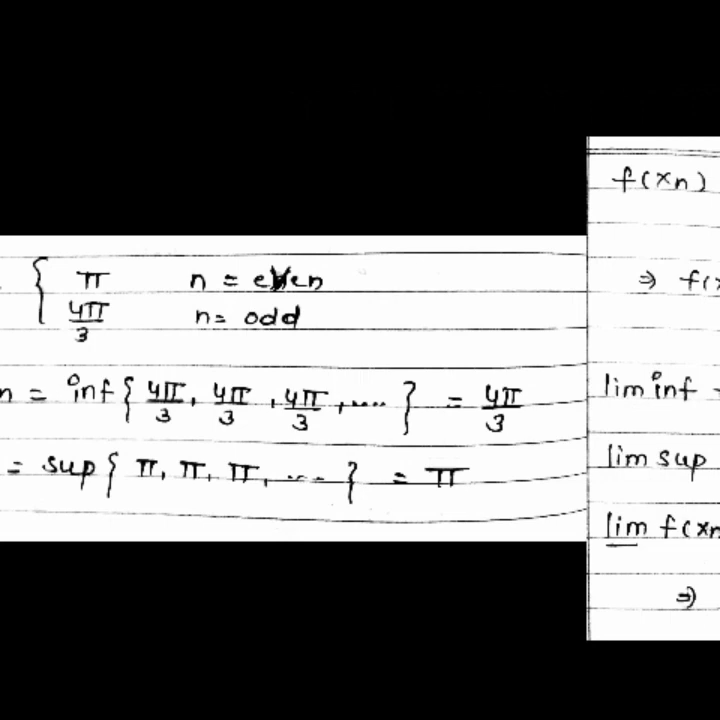 { π n = even
4π/3 n = odd
n = inf { 4π/3, 4π/3, 4π/3, .... } = 4π/3
= sup { π, π, π, .... } = π
f(xn)
⇒ f(x
lim inf =
lim sup
lim f(xn
⇒